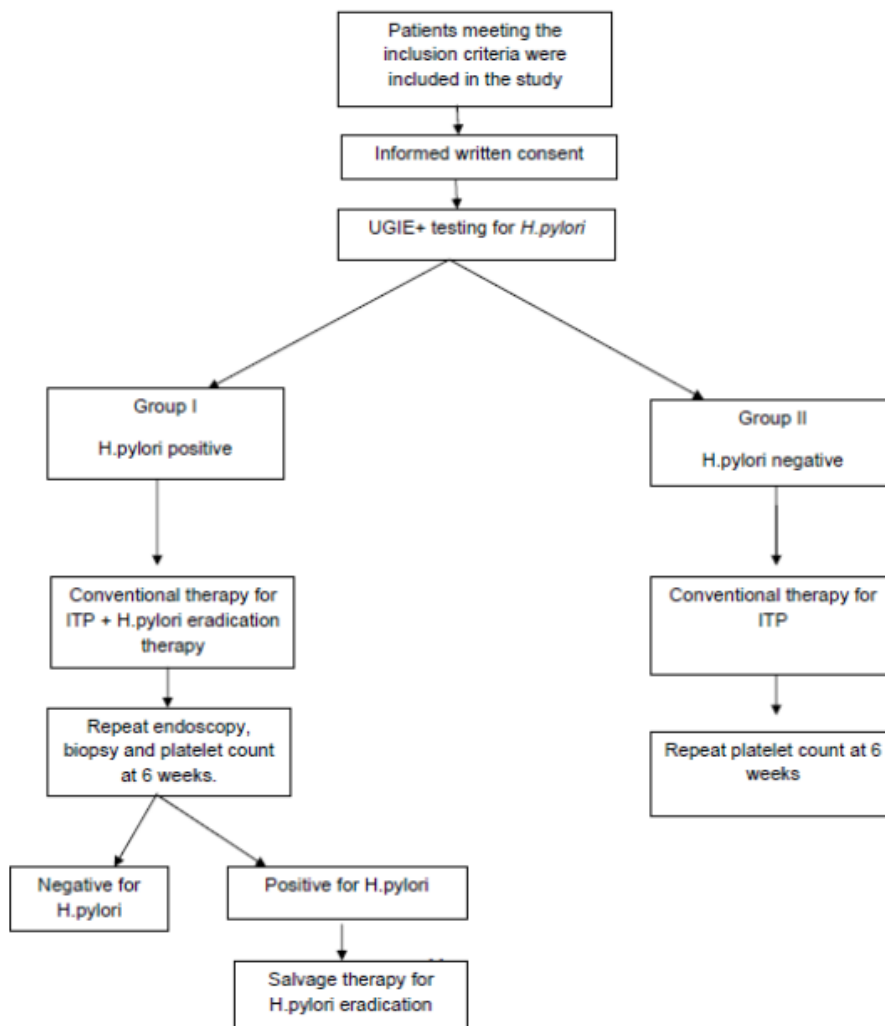 Patients meeting the
inclusion criteria were
included in the study
Informed written consent
UGIE+ testing for H.pylori
Group I
H.pylori positive
Group II
H.pylori negative
Conventional therapy for
ITP + H.pylori eradication
therapy
Conventional therapy for
ITP
Repeat endoscopy,
biopsy and platelet count
at 6 weeks.
Repeat platelet count at 6
weeks
Negative for
H.pylori
Positive for H.pylori
Salvage therapy for
H.pylori eradication